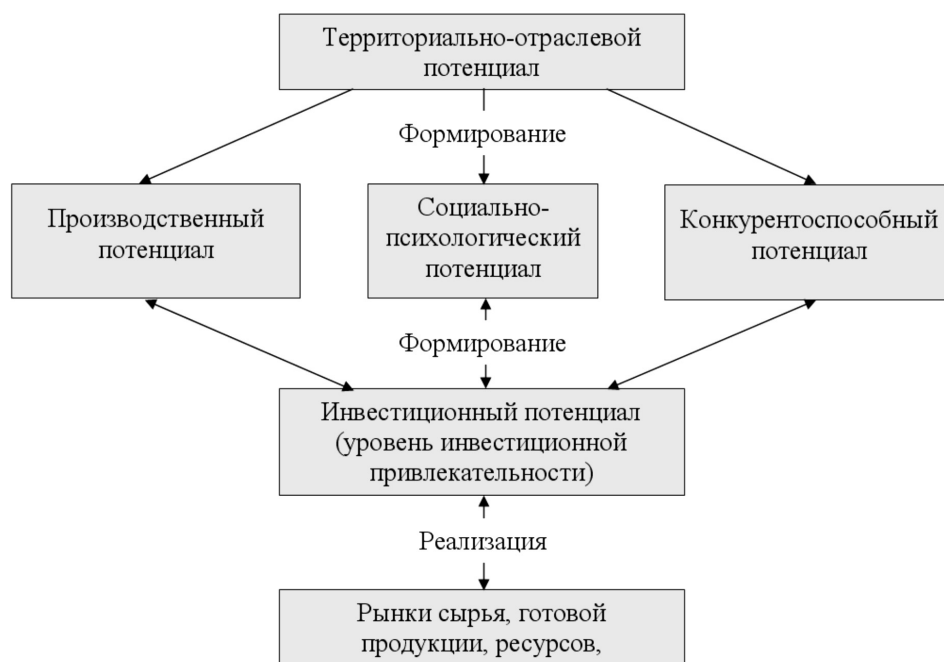 Территориально-отраслевой
потенциал
Формирование
Производственный
потенциал
Социально-
психологический
потенциал
Конкурентоспособный
потенциал
Формирование
Инвестиционный потенциал
(уровень инвестиционной
привлекательности)
Реализация
Рынки сырья, готовой
продукции, ресурсов,